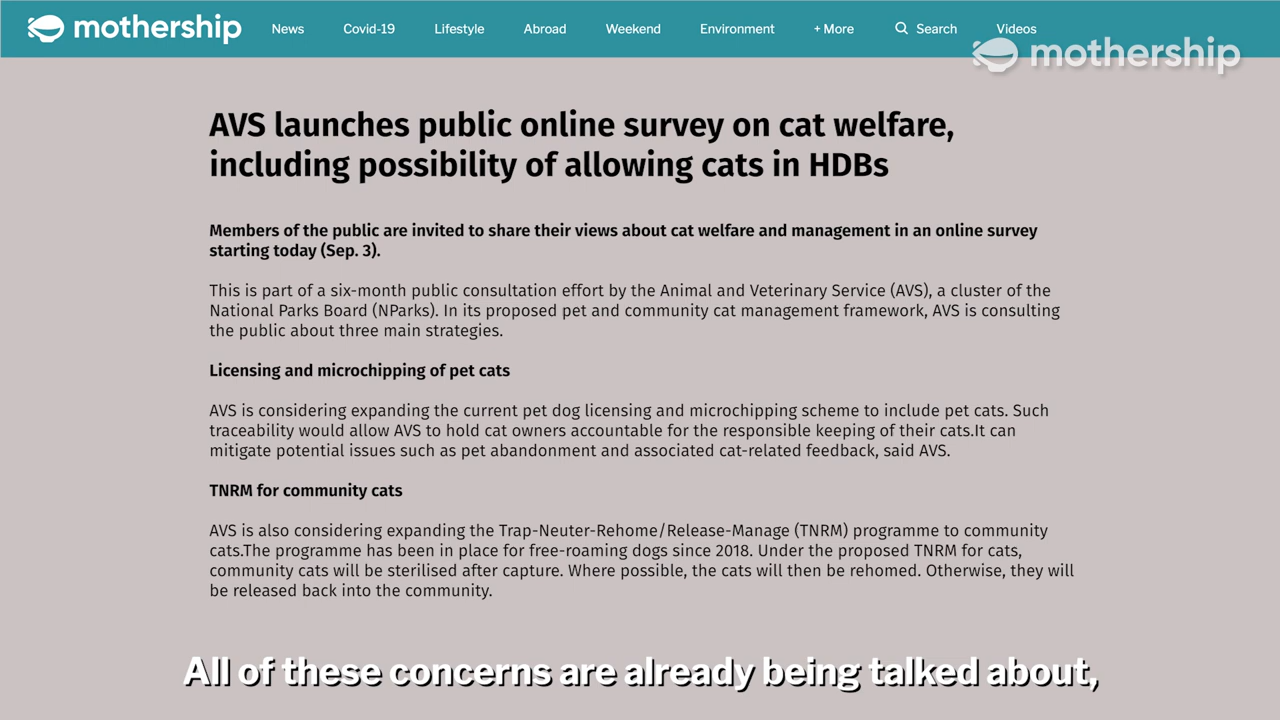 mothership News Covid-19 Lifestyle Abroad Weekend Environment + More Search Videos
mothership
AVS launches public online survey on cat welfare,
including possibility of allowing cats in HDBs
Members of the public are invited to share their views about cat welfare and management in an online survey
starting today (Sep. 3).
This is part of a six-month public consultation effort by the Animal and Veterinary Service (AVS), a cluster of the
National Parks Board (NParks). In its proposed pet and community cat management framework, AVS is consulting
the public about three main strategies.
Licensing and microchipping of pet cats
AVS is considering expanding the current pet dog licensing and microchipping scheme to include pet cats. Such
traceability would allow AVS to hold cat owners accountable for the responsible keeping of their cats.It can
mitigate potential issues such as pet abandonment and associated cat-related feedback, said AVS.
TNRM for community cats
AVS is also considering expanding the Trap-Neuter-Rehome/Release-Manage (TNRM) programme to community
cats.The programme has been in place for free-roaming dogs since 2018. Under the proposed TNRM for cats,
community cats will be sterilised after capture. Where possible, the cats will then be rehomed. Otherwise, they will
be released back into the community.
All of these concerns are already being talked about,